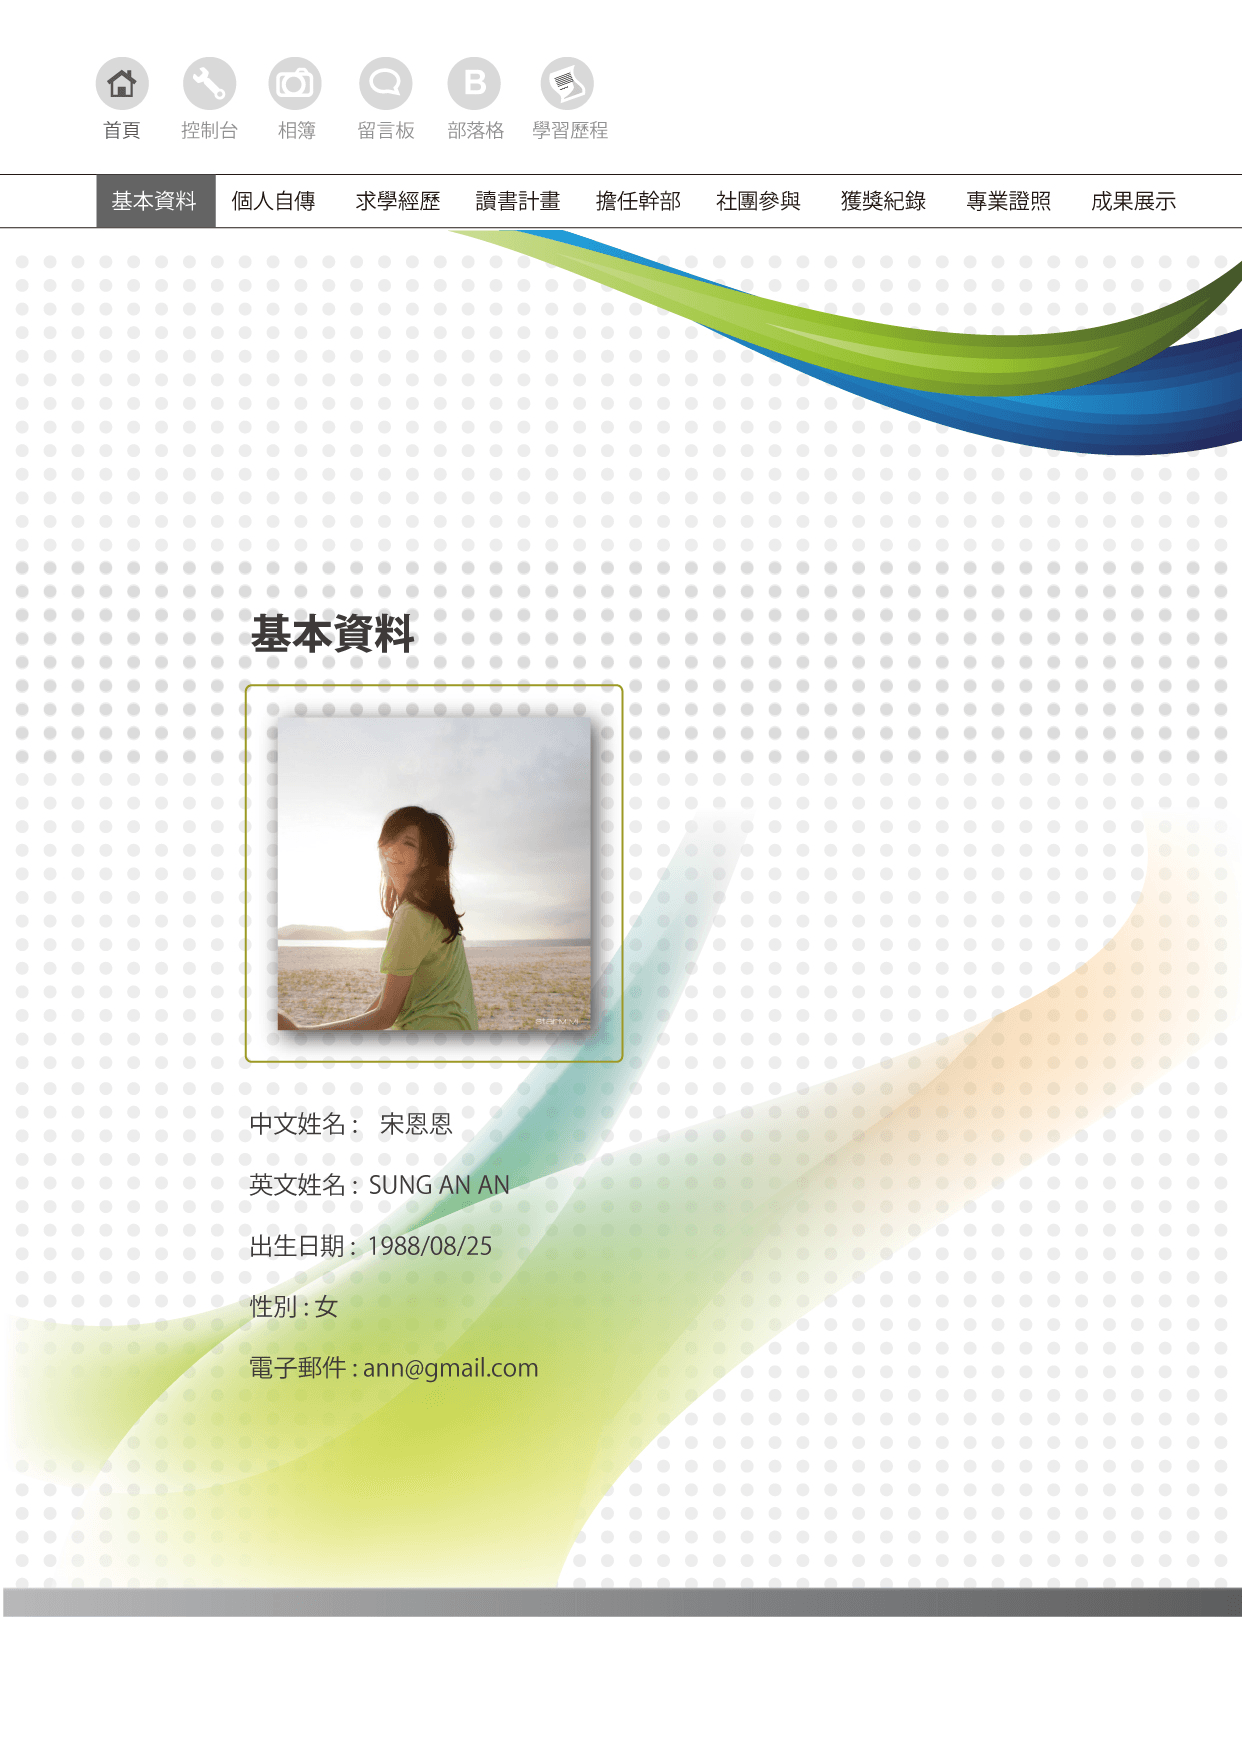 B
首頁 控制台 相簿 留言板 部落格 學習歷程
基本資料 個人自傳 求學經歷 讀書計畫 擔任幹部 社團參與 獲獎紀錄 專業證照 成果展示
基本資料
中文姓名 : 宋恩恩
英文姓名 : SUNG AN AN
出生日期 : 1988/08/25
性別 : 女
電子郵件 : ann@gmail.com